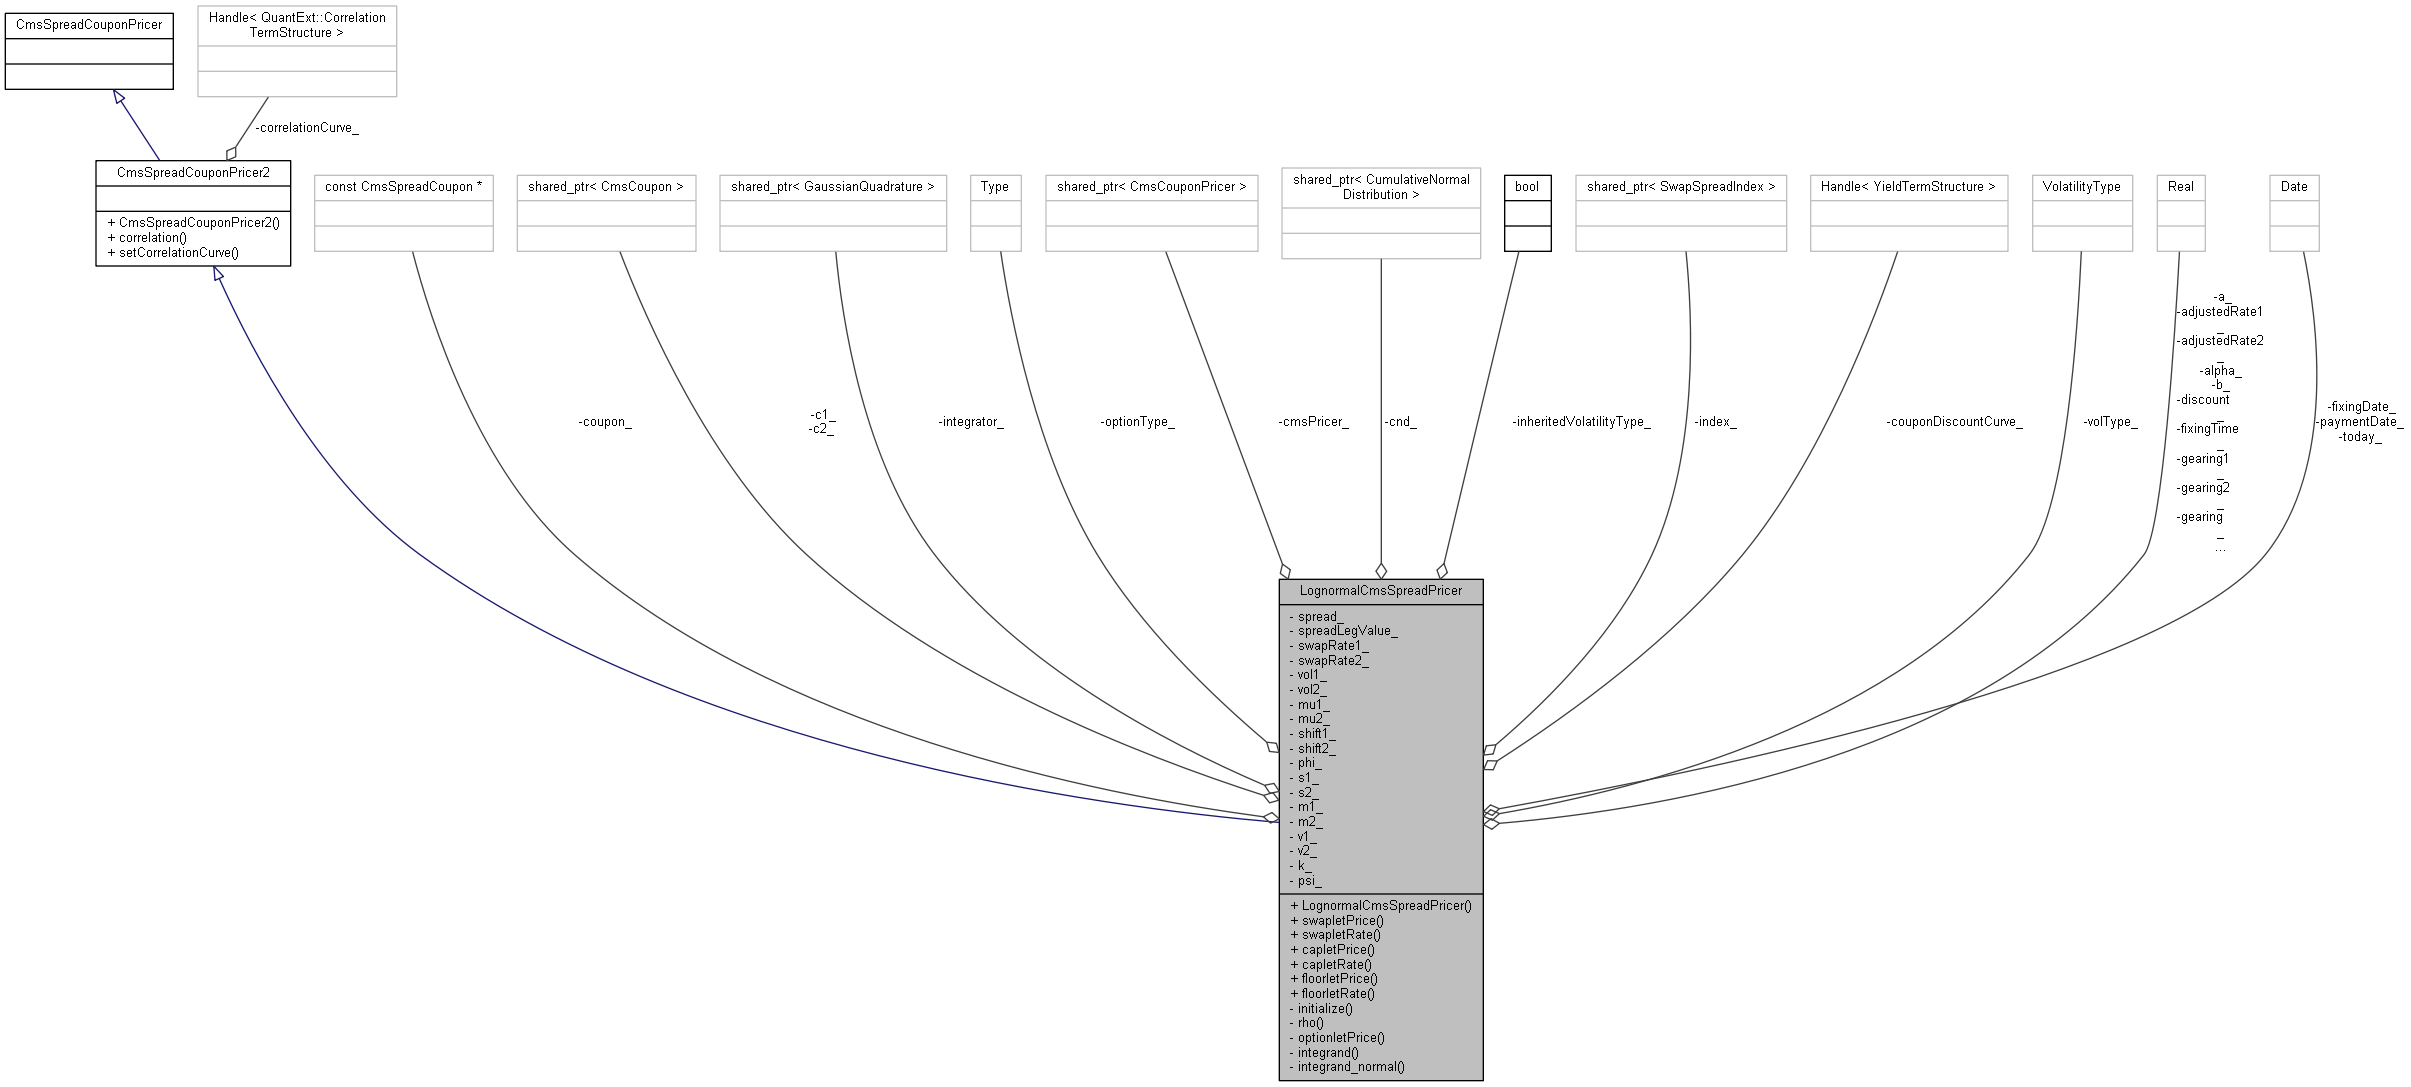 CmsSpreadCouponPricer
Handle< QuantExt::Correlation
TermStructure >
-correlationCurve_
CmsSpreadCouponPricer2
+ CmsSpreadCouponPricer2()
+ correlation()
+ setCorrelationCurve()
const CmsSpreadCoupon *
shared_ptr< CmsCoupon >
shared_ptr< GaussianQuadrature >
Type
shared_ptr< CmsCouponPricer >
shared_ptr< CumulativeNormal
Distribution >
bool
shared_ptr< SwapSpreadIndex >
Handle< YieldTermStructure >
VolatilityType
Real
Date
-coupon_
-c1_
-c2_
-integrator_
-optionType_
-cmsPricer_
-cnd_
-inheritedVolatilityType_
-index_
-couponDiscountCurve_
-volType_
-a_
-adjustedRate1
_
-adjustedRate2
_
-alpha_
-b_
-discount
_
-fixingTime
_
-gearing1
_
-gearing2
_
-gearing
_
...
-fixingDate_
-paymentDate_
-today_
LognormalCmsSpreadPricer
- spread_
- spreadLegValue_
- swapRate1_
- swapRate2_
- vol1_
- vol2_
- mu1_
- mu2_
- shift1_
- shift2_
- phi_
- s1_
- s2_
- m1_
- m2_
- v1_
- v2_
- k_
- psi_
+ LognormalCmsSpreadPricer()
+ swapletPrice()
+ swapletRate()
+ capletPrice()
+ capletRate()
+ floorletPrice()
+ floorletRate()
- initialize()
- rho()
- optionletPrice()
- integrand()
- integrand_normal()